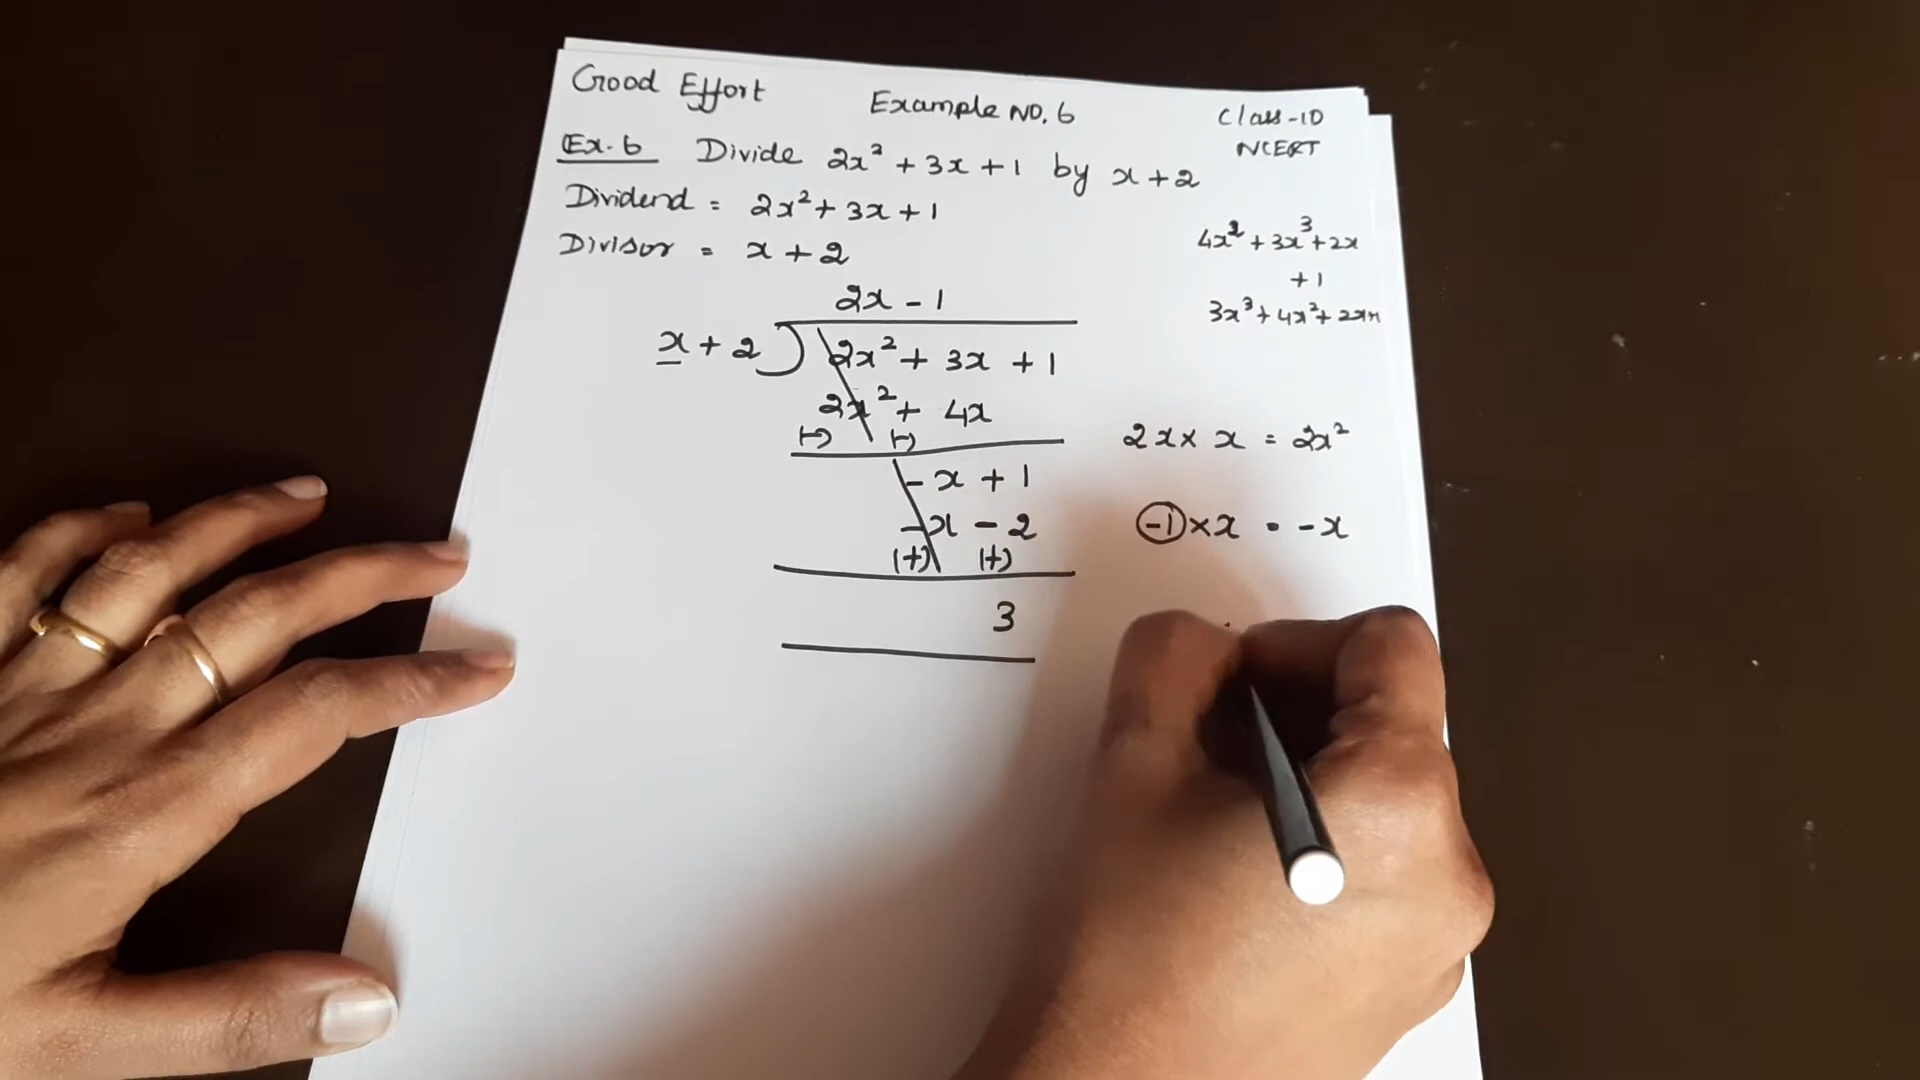 Good Effort Example NO. 6 Class-10
NCERT
Ex. 6 Divide 2x² + 3x + 1 by x + 2
Dividend = 2x² + 3x + 1
Divisor = x + 2
4x² + 3x³ + 2x
+ 1
3x³ + 4x² + 2x+1
2x - 1
x + 2 ) 2x² + 3x + 1
2x² + 4x
(-) (-)
2x × x = 2x²
- x + 1
- x - 2
(+) (+)
-1 × x = -x
3